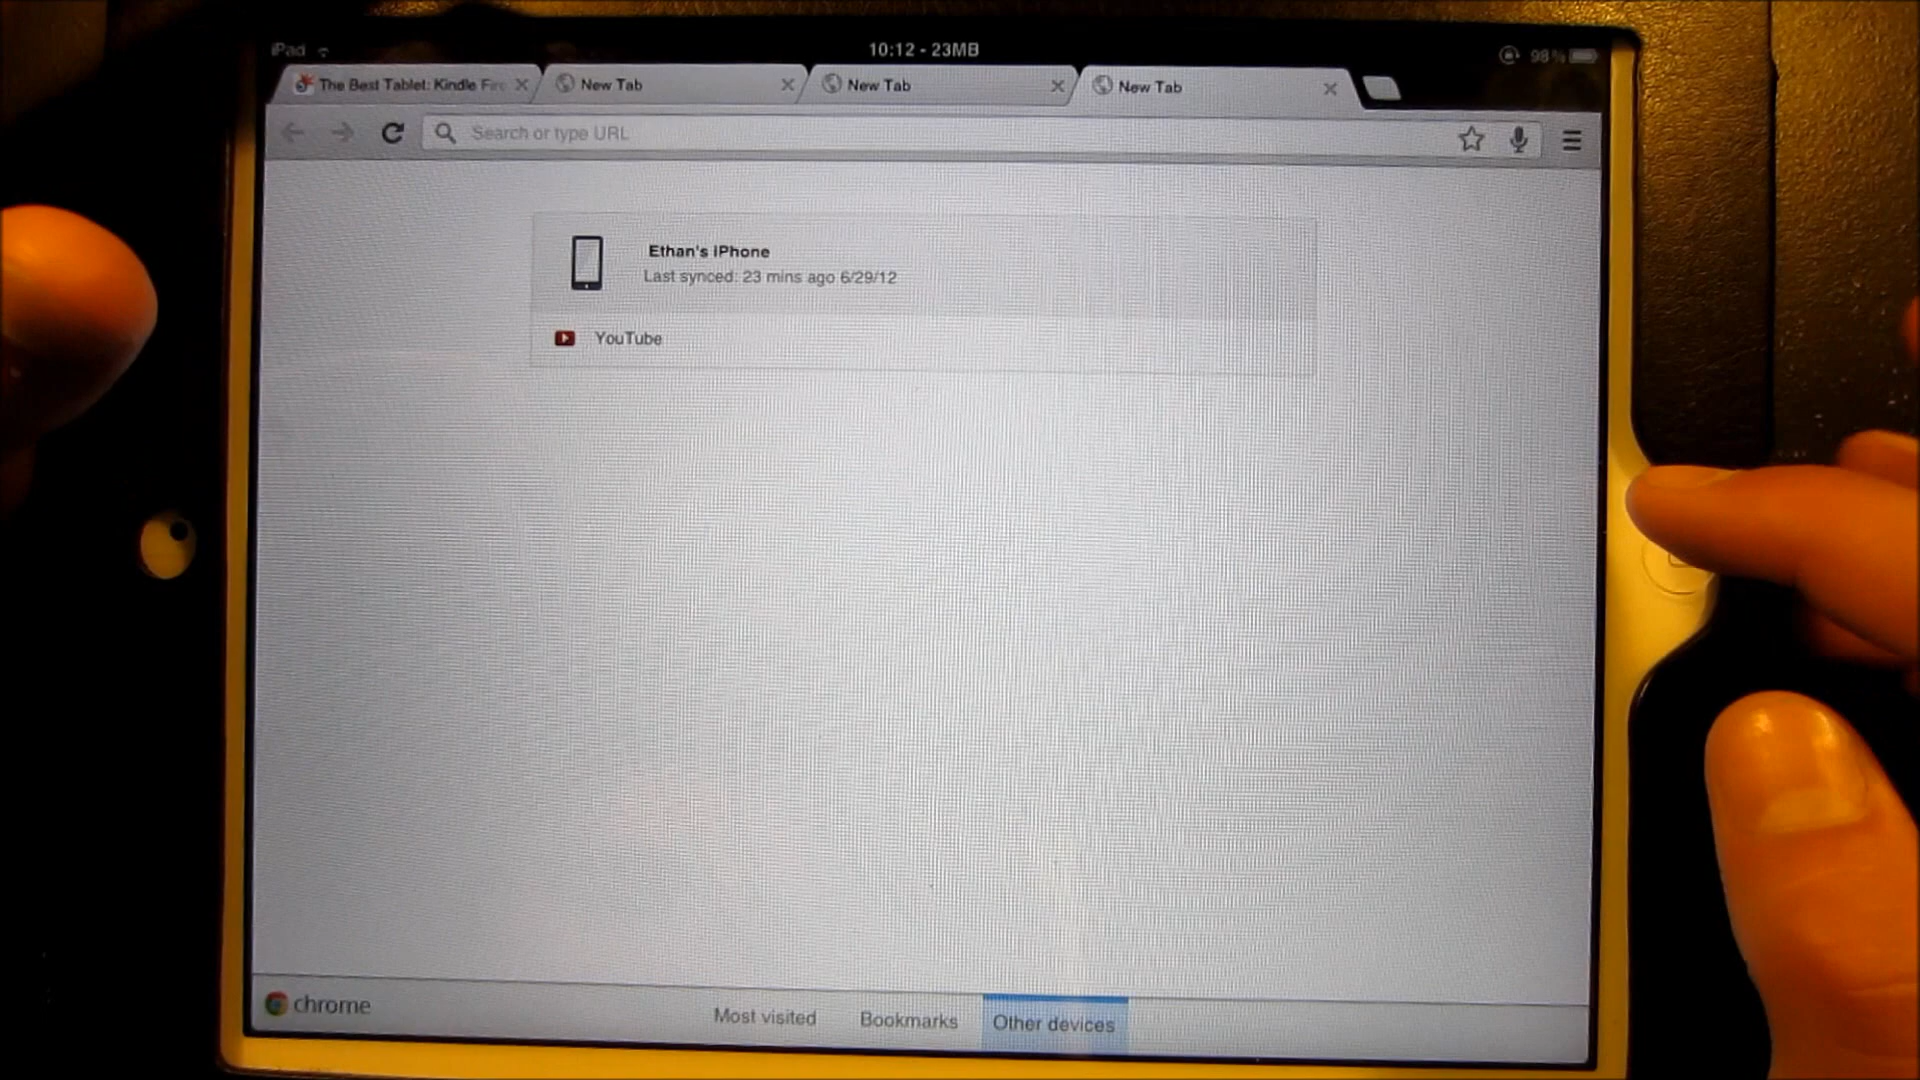 iPad
10:12 - 23MB
98%
The Best Tablet: Kindle Fire
New Tab
New Tab
New Tab
Search or type URL
Ethan's iPhone
Last synced: 23 mins ago 6/29/12
YouTube
chrome
Most visited
Bookmarks
Other devices